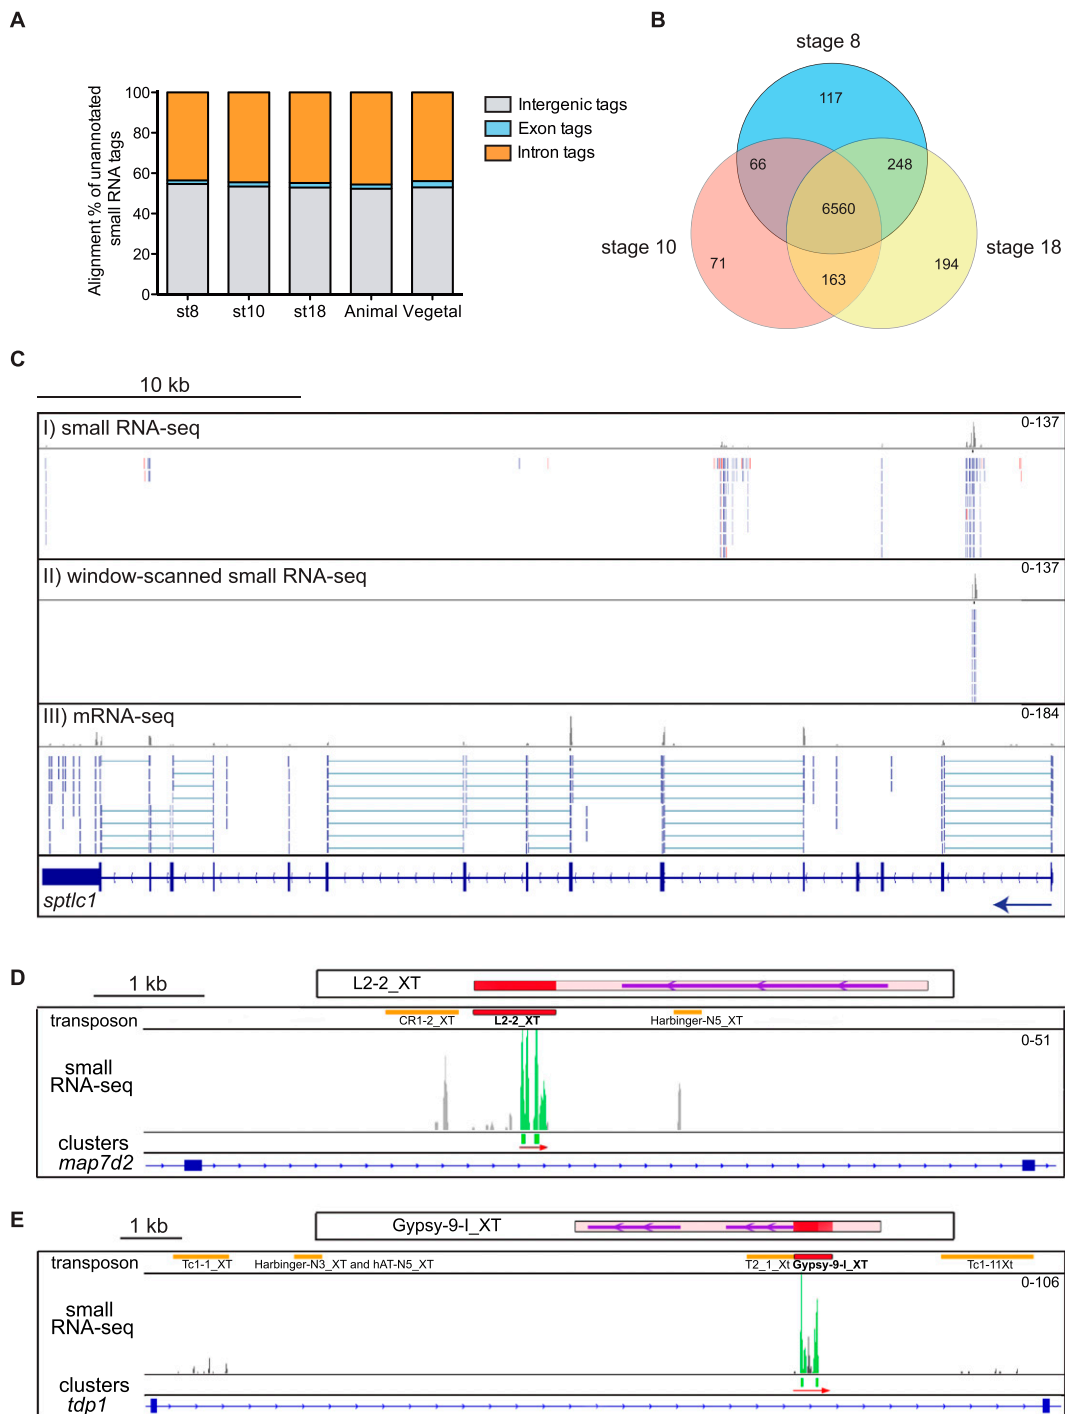 A
B
Alignment % of unannotated
small RNA tags
100
80
60
40
20
0
st8
st10
st18
Animal
Vegetal
Intergenic tags
Exon tags
Intron tags
stage 8
117
66
248
6560
stage 10
stage 18
71
163
194
C
10 kb
I) small RNA-seq
0-137
II) window-scanned small RNA-seq
0-137
III) mRNA-seq
0-184
sptlc1
D
1 kb
L2-2_XT
transposon
CR1-2_XT
L2-2_XT
Harbinger-N5_XT
small
RNA-seq
0-51
clusters
map7d2
E
1 kb
Gypsy-9-I_XT
transposon
Tc1-1_XT
Harbinger-N3_XT and hAT-N5_XT
T2_1_Xt
Gypsy-9-I_XT
Tc1-11Xt
small
RNA-seq
0-106
clusters
tdp1